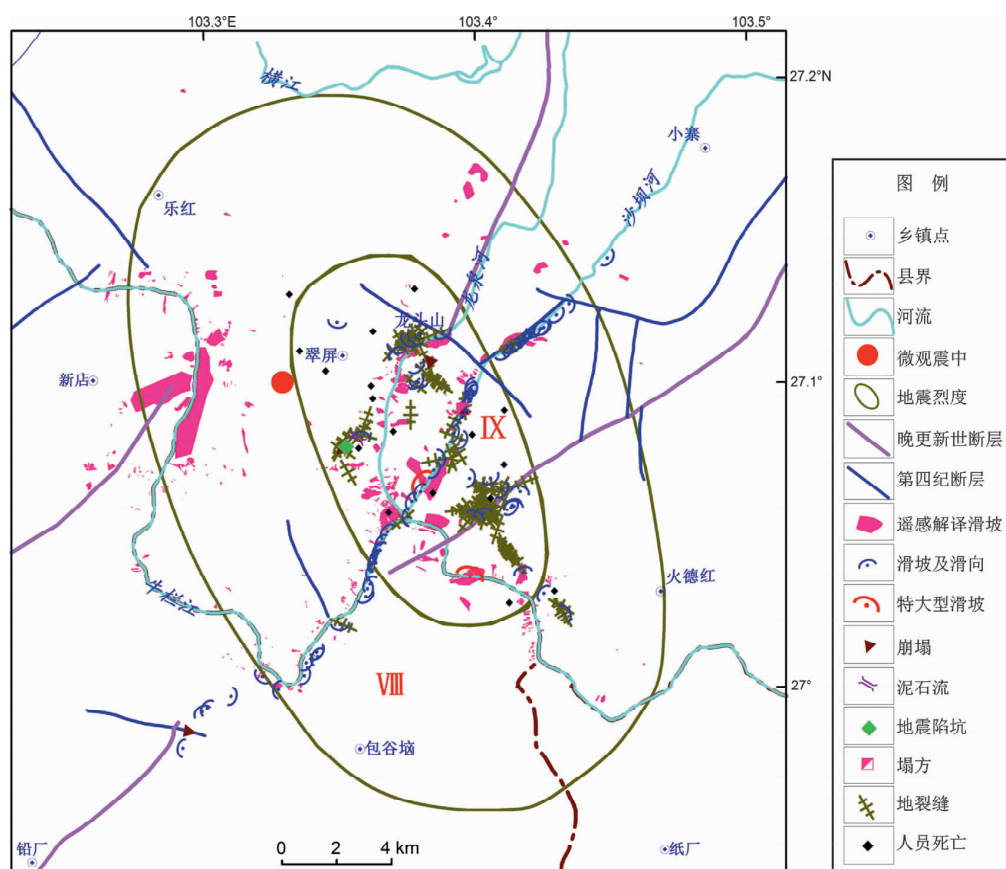 103.3°E
103.4°
103.5°
横江
27.2°N
小寨
乐红
沙坝河
龙泉河
龙头山
翠屏
新店
27.1°
IX
牛栏江
火德红
VIII
27°
包谷垴
0 2 4 km
铅厂
纸厂
图 例
乡镇点
县界
河流
微观震中
地震烈度
晚更新世断层
第四纪断层
遥感解译滑坡
滑坡及滑向
特大型滑坡
崩塌
泥石流
地震陷坑
塌方
地裂缝
人员死亡